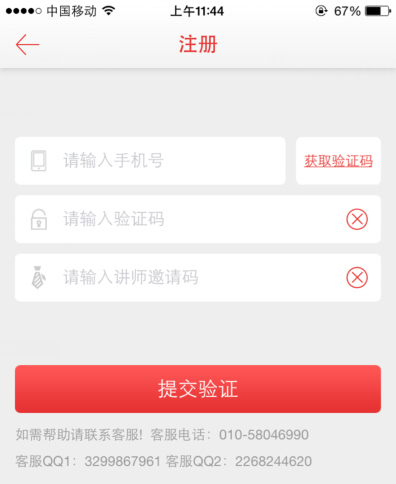 中国移动 上午11:44 67%
注册
请输入手机号 获取验证码
请输入验证码
请输入讲师邀请码
提交验证
如需帮助请联系客服! 客服电话：010-58046990
客服QQ1：3299867961 客服QQ2：2268244620